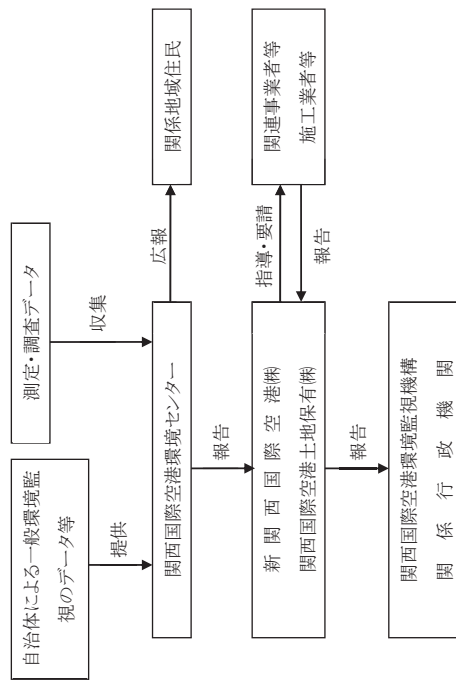 自治体による一般環境監
視のデータ等
測定・調査データ
提供
収集
関西国際空港環境センター
広報
関係地域住民
報告
新関西国際空港㈱
関西国際空港土地保有㈱
指導・要請
報告
関連事業者等
施工業者等
報告
関西国際空港環境監視機構
関係行政機関